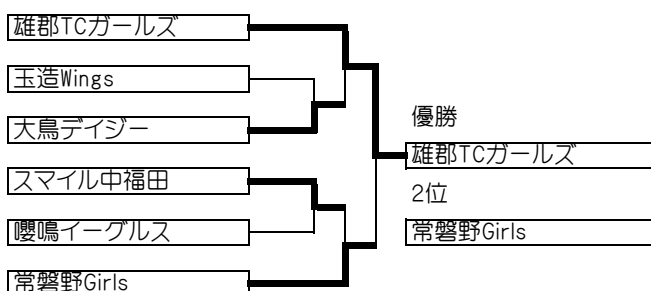 雄郡TCガールズ
玉造Wings
大鳥デイジー
スマイル中福田
嚶鳴イーグルス
常磐野Girls
優勝
雄郡TCガールズ
2位
常磐野Girls